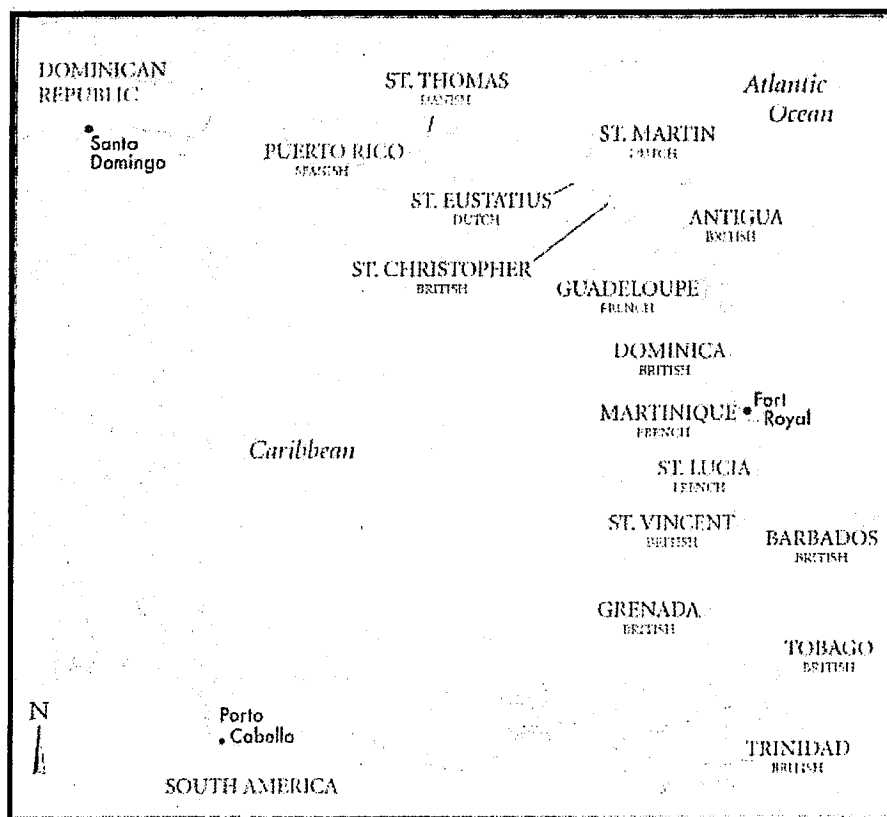 DOMINICAN
REPUBLIC
Santa
Domingo
ST. THOMAS
DANISH
Atlantic
Ocean
PUERTO RICO
SPANISH
ST. MARTIN
DUTCH
ST. EUSTATIUS
DUTCH
ANTIGUA
BRITISH
ST. CHRISTOPHER
BRITISH
GUADELOUPE
FRENCH
DOMINICA
BRITISH
MARTINIQUE
FRENCH
Fort
Royal
Caribbean
ST. LUCIA
FRENCH
ST. VINCENT
BRITISH
BARBADOS
BRITISH
GRENADA
BRITISH
TOBAGO
BRITISH
N
Porto
Cabollo
SOUTH AMERICA
TRINIDAD
BRITISH